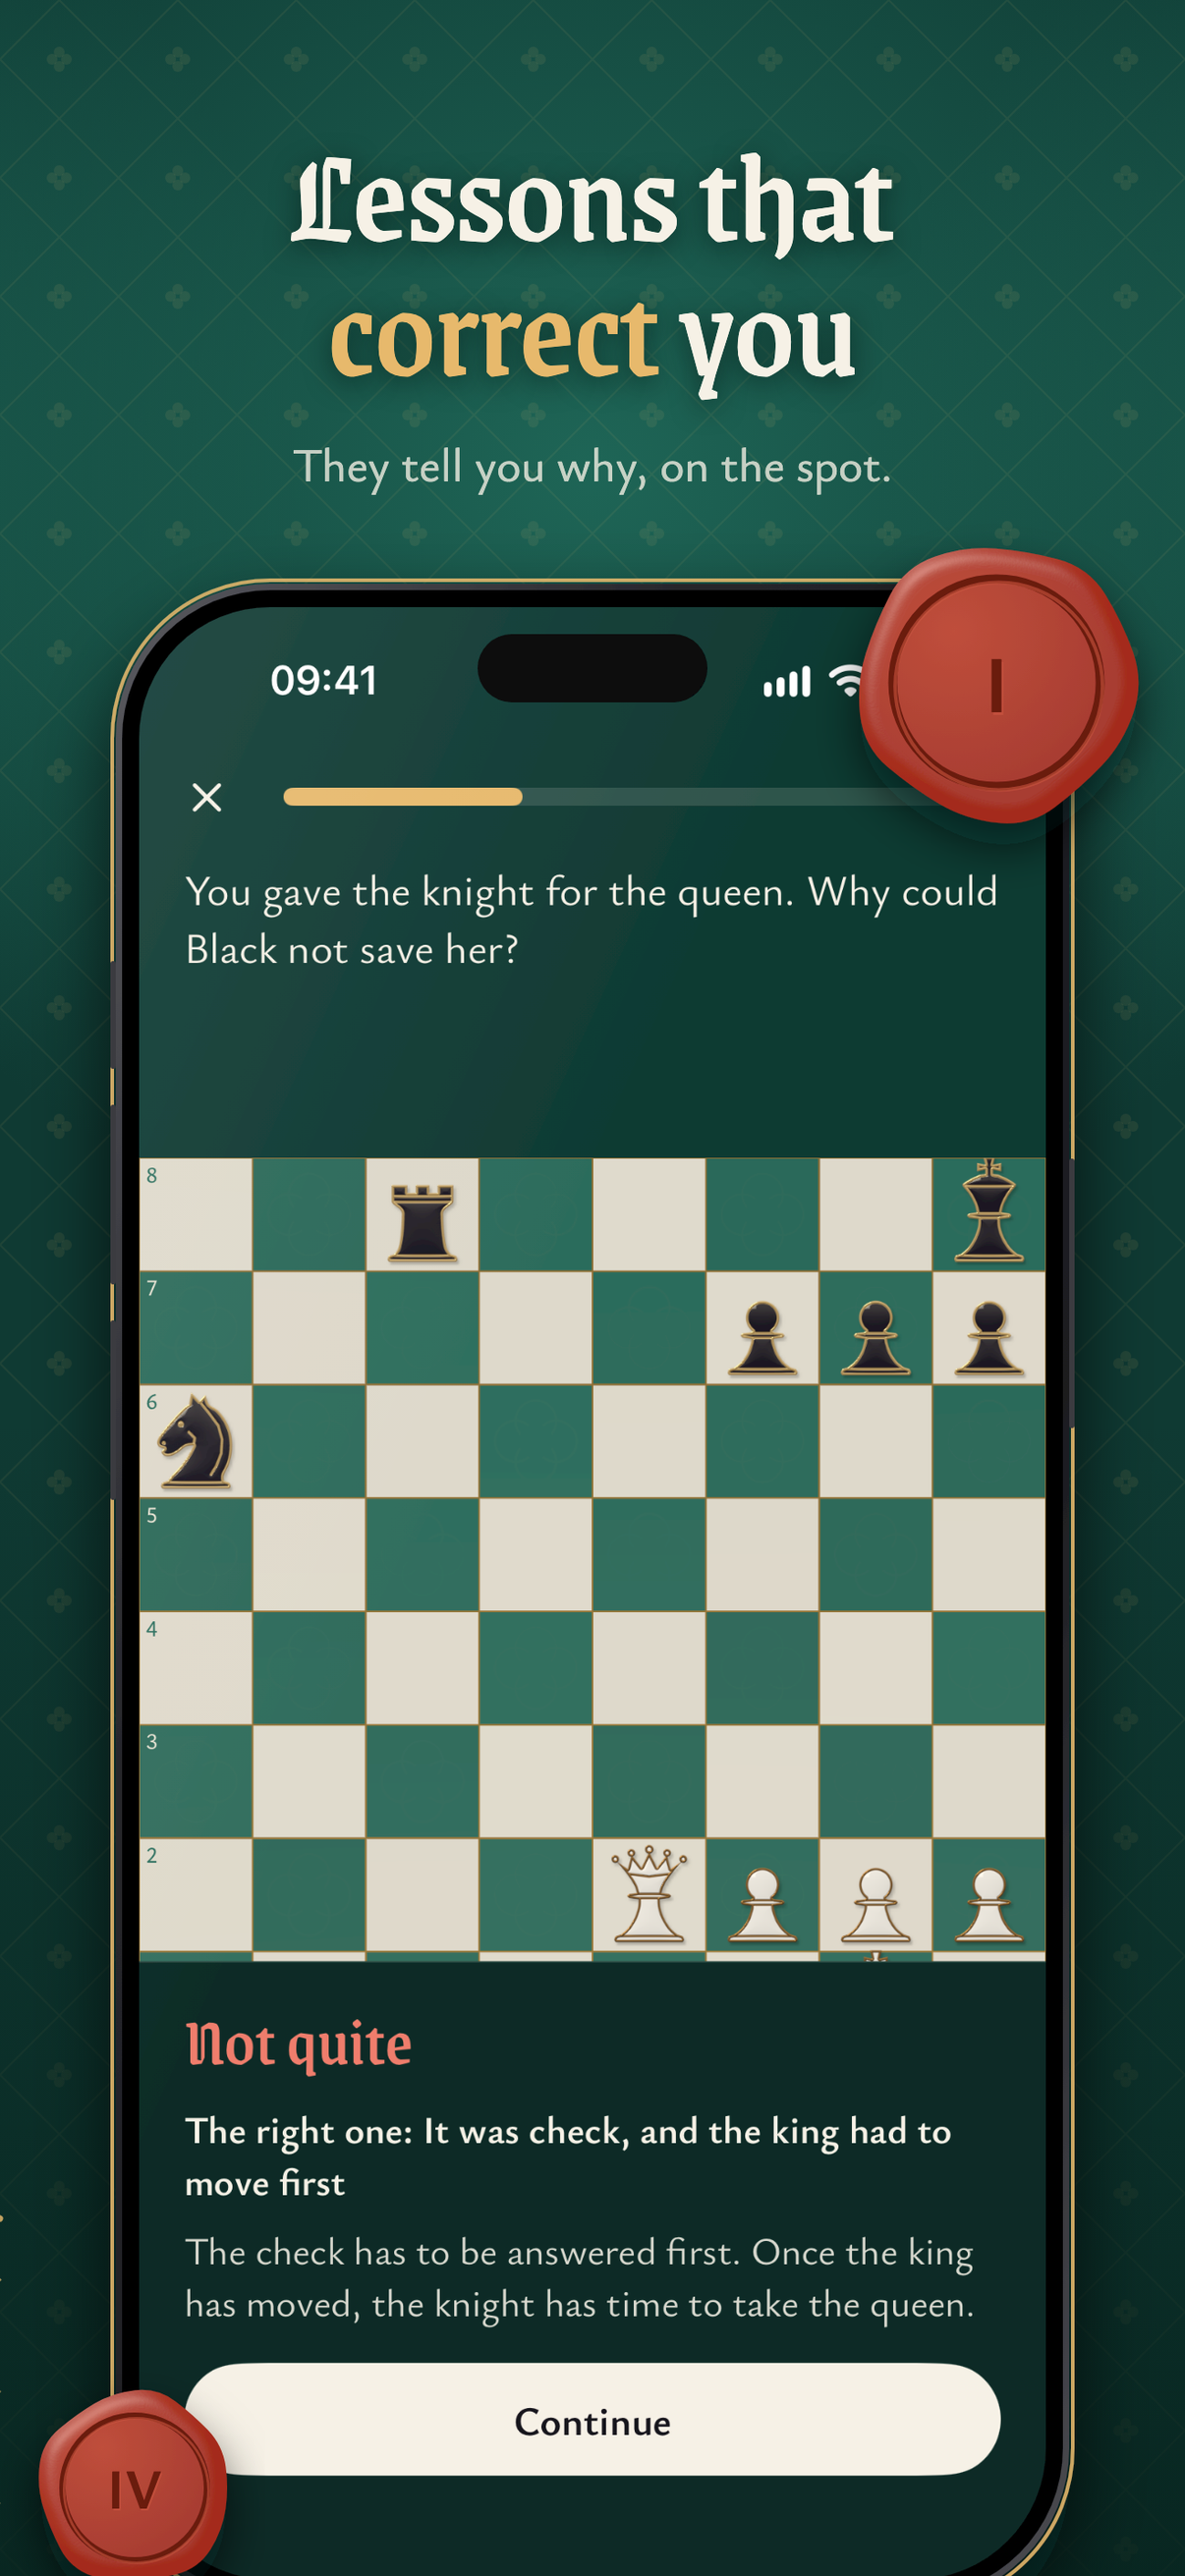 Lessons that
correct you
They tell you why, on the spot.
09:41
I
You gave the knight for the queen. Why could
Black not save her?
8
7
6
5
4
3
2
Not quite
The right one: It was check, and the king had to
move first
The check has to be answered first. Once the king
has moved, the knight has time to take the queen.
Continue
IV